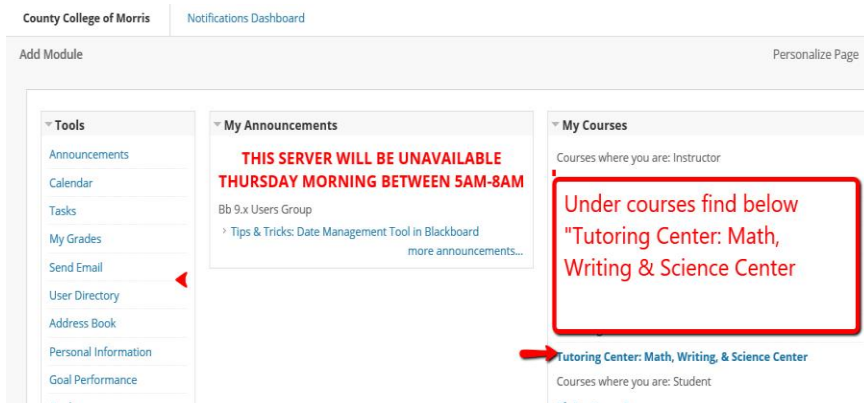 County College of Morris
Notifications Dashboard
Add Module
Personalize Page
Tools
Announcements
Calendar
Tasks
My Grades
Send Email
User Directory
Address Book
Personal Information
Goal Performance
My Announcements
THIS SERVER WILL BE UNAVAILABLE
THURSDAY MORNING BETWEEN 5AM-8AM
Bb 9.x Users Group
Tips & Tricks: Date Management Tool in Blackboard
more announcements...
My Courses
Courses where you are: Instructor
Under courses find below
"Tutoring Center: Math,
Writing & Science Center
Tutoring Center: Math, Writing, & Science Center
Courses where you are: Student